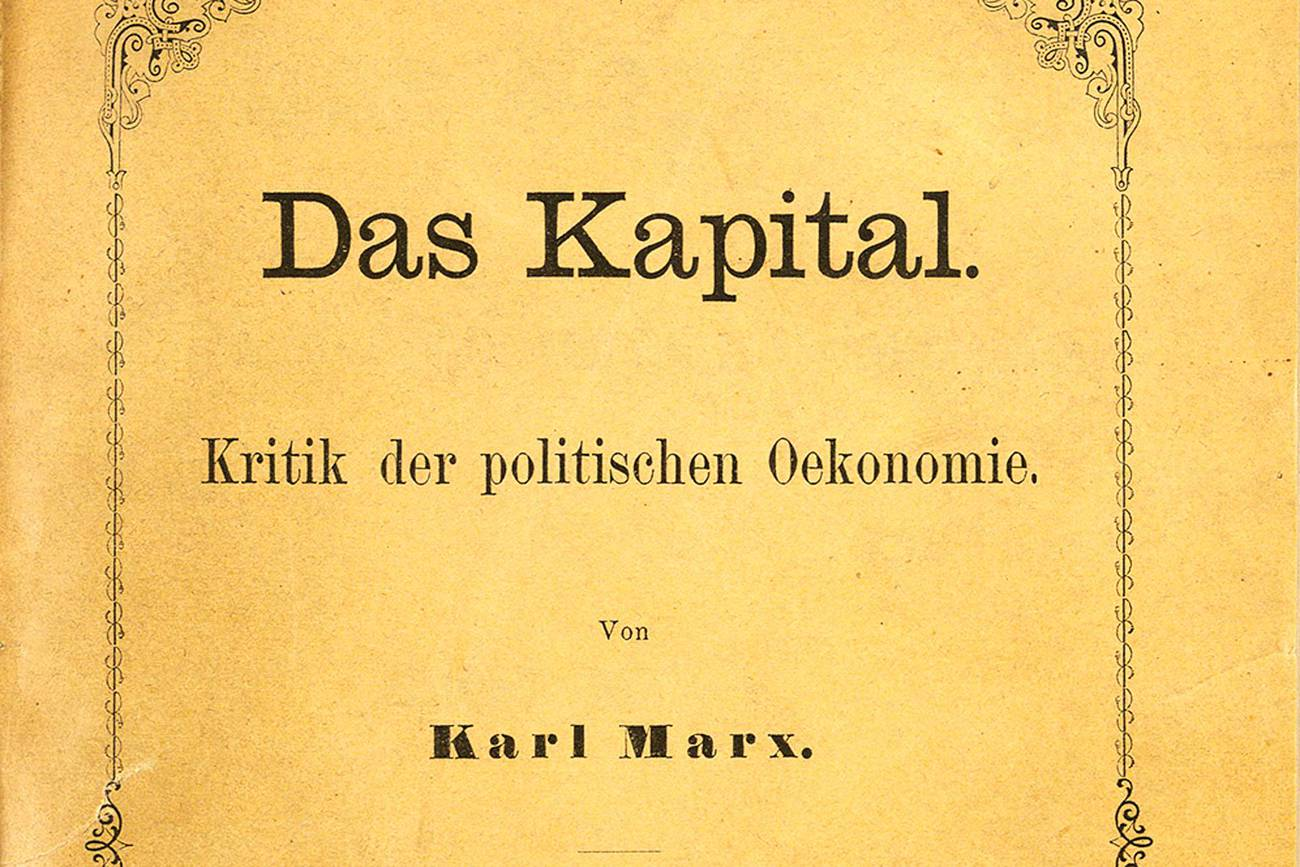 Das Kapital.
Kritik der politischen Oekonomie.
Von
Karl Marx.